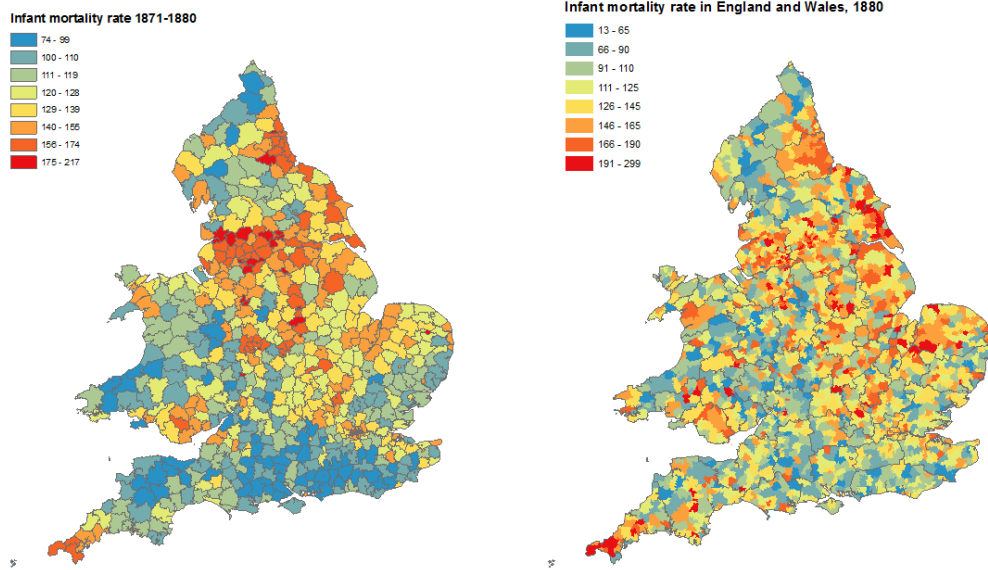 Infant mortality rate 1871-1880
74 - 99
100 - 110
111 - 119
120 - 128
129 - 139
140 - 155
156 - 174
175 - 217
Infant mortality rate in England and Wales, 1880
13 - 65
66 - 90
91 - 110
111 - 125
126 - 145
146 - 165
166 - 190
191 - 299